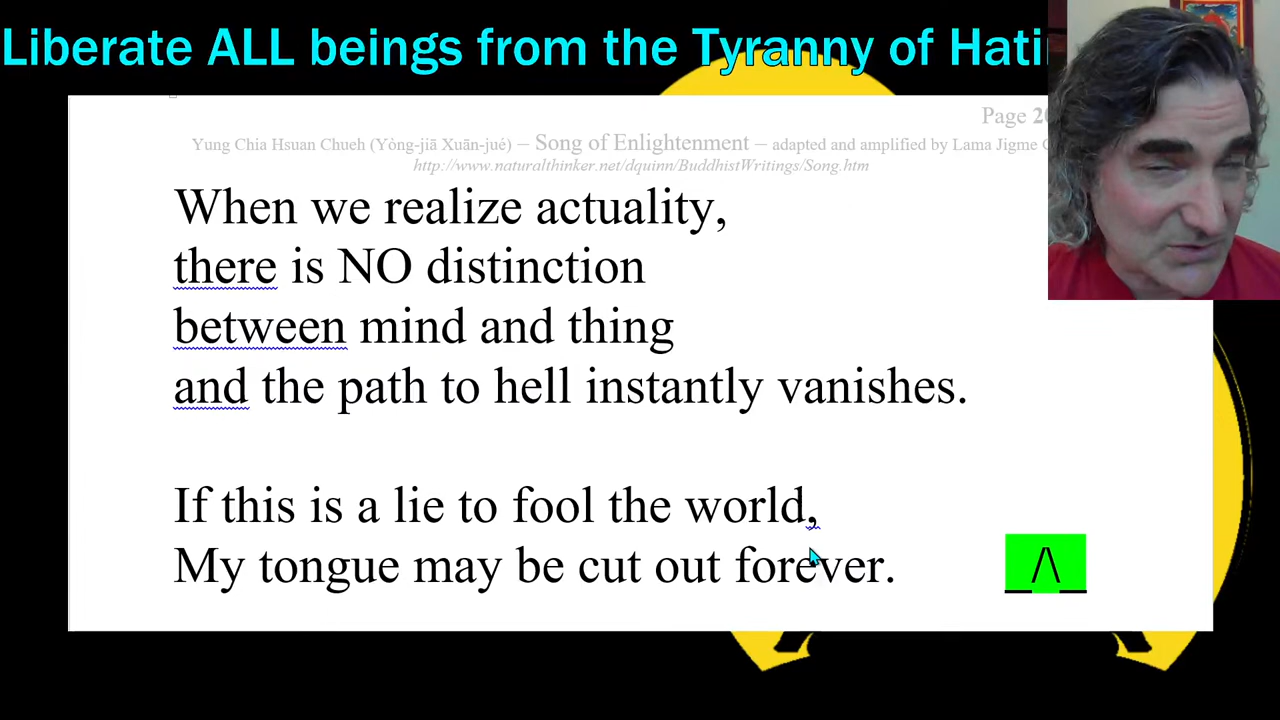 Liberate ALL beings from the Tyranny of
Page
Yung Chia Hsuan Chueh (Yòng-jiā Xuān-jué) – Song of Enlightenment – adapted and amplified by Lama Jigme
http://www.naturalthinker.net/dquinn/BuddhistWritings/Song.htm
When we realize actuality,
there is NO distinction
between mind and thing
and the path to hell instantly vanishes.
If this is a lie to fool the world,
My tongue may be cut out forever. _/\_